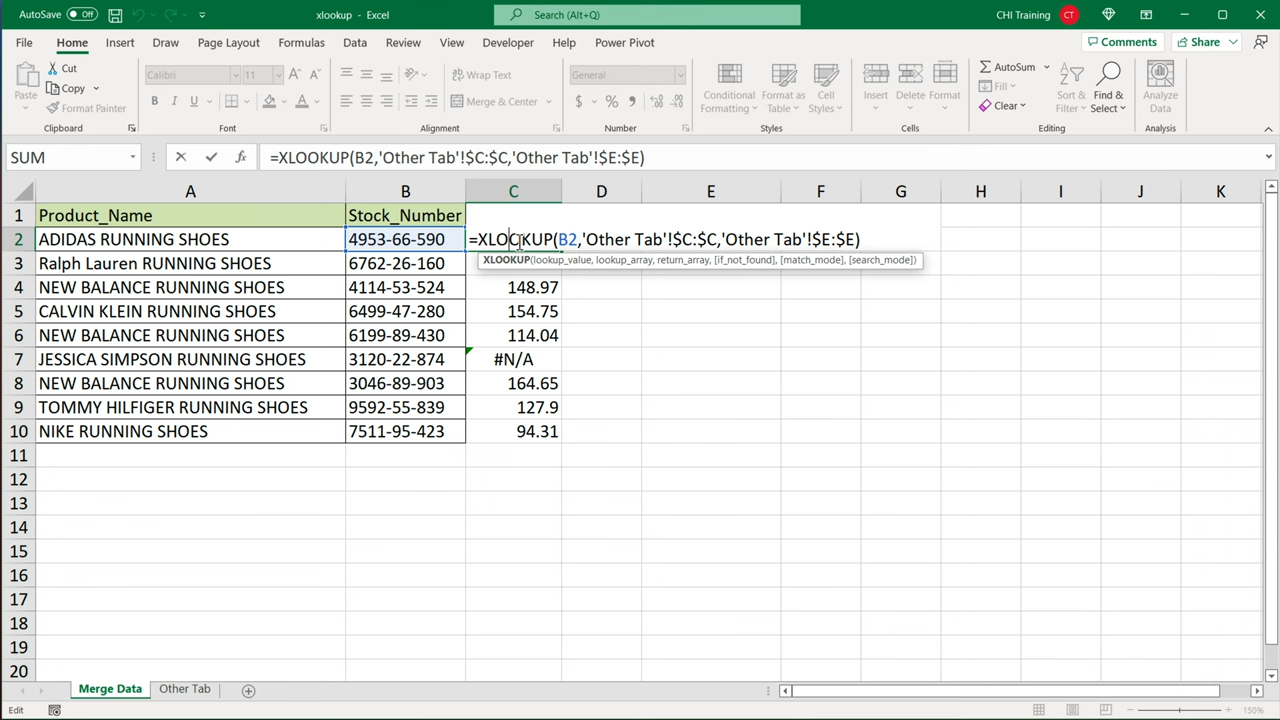 AutoSave Off xlookup - Excel Search (Alt+Q) CHI Training CT
File Home Insert Draw Page Layout Formulas Data Review View Developer Help Power Pivot Comments Share
Paste Cut Copy Format Painter
Clipboard
Calibri 11
B I U A A A
Font
Wrap Text
Merge & Center
Alignment
General
$ % 9
Number
Conditional Formatting Format as Table Cell Styles
Styles
Insert Delete Format
Cells
AutoSum Fill Clear Sort & Filter Find & Select
Editing
Analyze Data
Analysis
SUM fx =XLOOKUP(B2,'Other Tab'!$C:$C,'Other Tab'!$E:$E)
A B C D E F G H I J K
1 Product_Name Stock_Number
2 ADIDAS RUNNING SHOES 4953-66-590 =XLOOKUP(B2,'Other Tab'!$C:$C,'Other Tab'!$E:$E)
XLOOKUP(lookup_value, lookup_array, return_array, [if_not_found], [match_mode], [search_mode])
3 Ralph Lauren RUNNING SHOES 6762-26-160
4 NEW BALANCE RUNNING SHOES 4114-53-524 148.97
5 CALVIN KLEIN RUNNING SHOES 6499-47-280 154.75
6 NEW BALANCE RUNNING SHOES 6199-89-430 114.04
7 JESSICA SIMPSON RUNNING SHOES 3120-22-874 #N/A
8 NEW BALANCE RUNNING SHOES 3046-89-903 164.65
9 TOMMY HILFIGER RUNNING SHOES 9592-55-839 127.9
10 NIKE RUNNING SHOES 7511-95-423 94.31
11
12
13
14
15
16
17
18
19
20
Merge Data Other Tab
Edit 150%